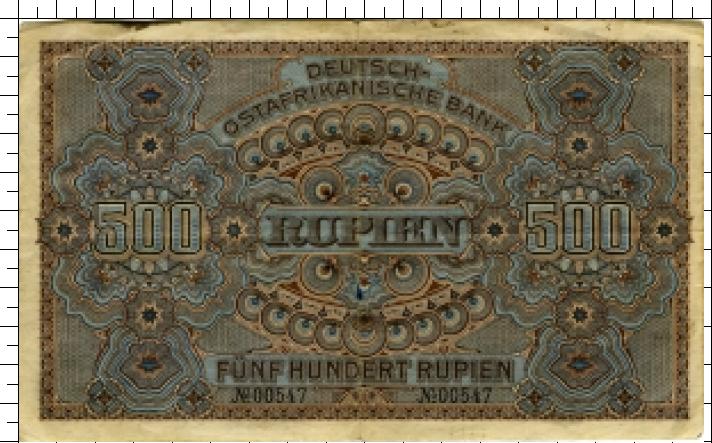 DEUTSCH-
OSTAFRIKANISCHE BANK
500 RUPIEN 500
FÜNF HUNDERT RUPIEN
№00547 №00547